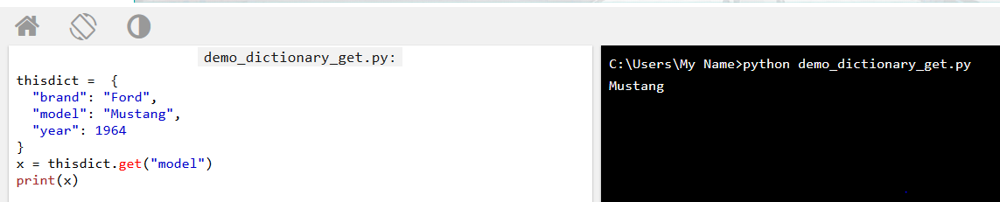 demo_dictionary_get.py:
thisdict =  {
  "brand": "Ford",
  "model": "Mustang",
  "year": 1964
}
x = thisdict.get("model")
print(x)
C:\Users\My Name>python demo_dictionary_get.py
Mustang